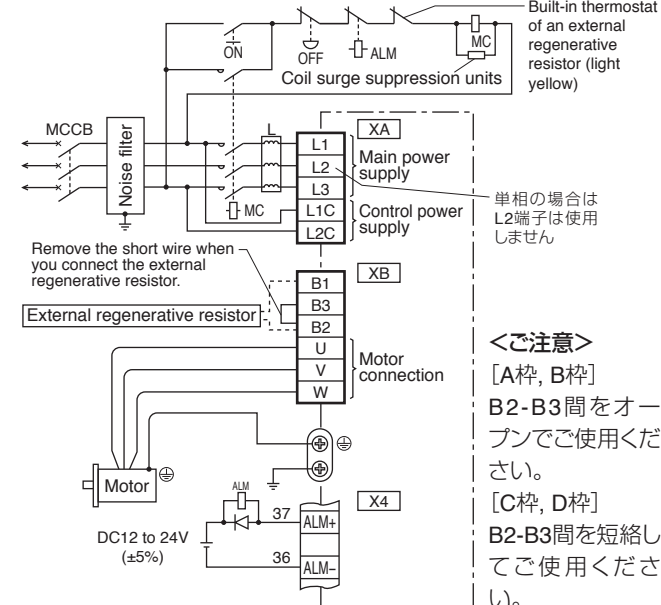 Built-in thermostat
of an external
regenerative
resistor (light
yellow)
ON
OFF
ALM
MC
Coil surge suppression units
MCCB
Noise filter
L
MC
XA
L1
L2
L3
L1C
L2C
Main power
supply
Control power
supply
単相の場合は
L2端子は使用
しません
Remove the short wire when
you connect the external
regenerative resistor.
External regenerative resistor
XB
B1
B3
B2
U
V
W
Motor
connection
Motor
ALM
DC12 to 24V
(±5%)
37
36
X4
ALM+
ALM−
<ご注意>
[A枠, B枠]
B2-B3間をオー
プンでご使用くだ
さい。
[C枠, D枠]
B2-B3間を短絡し
てご使用くださ
い。